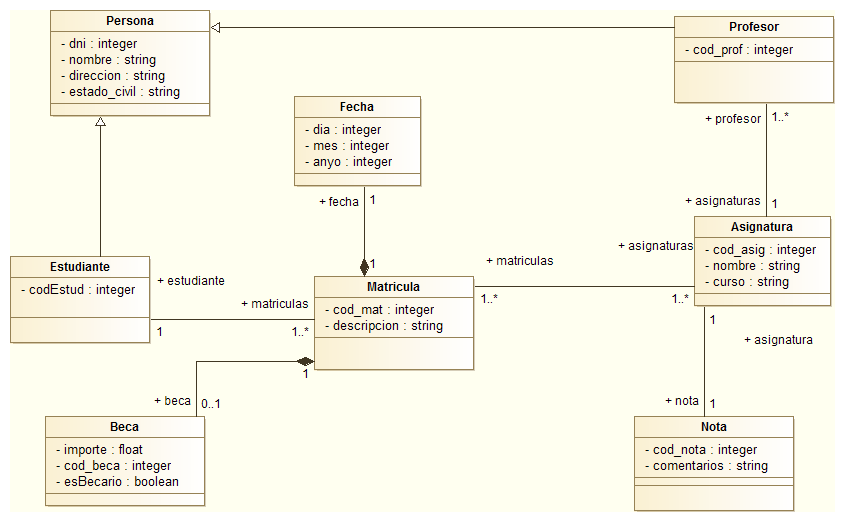 Persona
- dni : integer
- nombre : string
- direccion : string
- estado_civil : string
Profesor
- cod_prof : integer
Fecha
- dia : integer
- mes : integer
- anyo : integer
+ profesor
1..*
+ fecha
1
+ asignaturas
1
Asignatura
- cod_asig : integer
- nombre : string
- curso : string
Estudiante
- codEstud : integer
+ estudiante
1
+ matriculas
1..*
1
Matricula
- cod_mat : integer
- descripcion : string
+ matriculas
1..*
+ asignaturas
1..*
1
+ asignatura
1
+ beca
0..1
+ nota
1
Beca
- importe : float
- cod_beca : integer
- esBecario : boolean
Nota
- cod_nota : integer
- comentarios : string